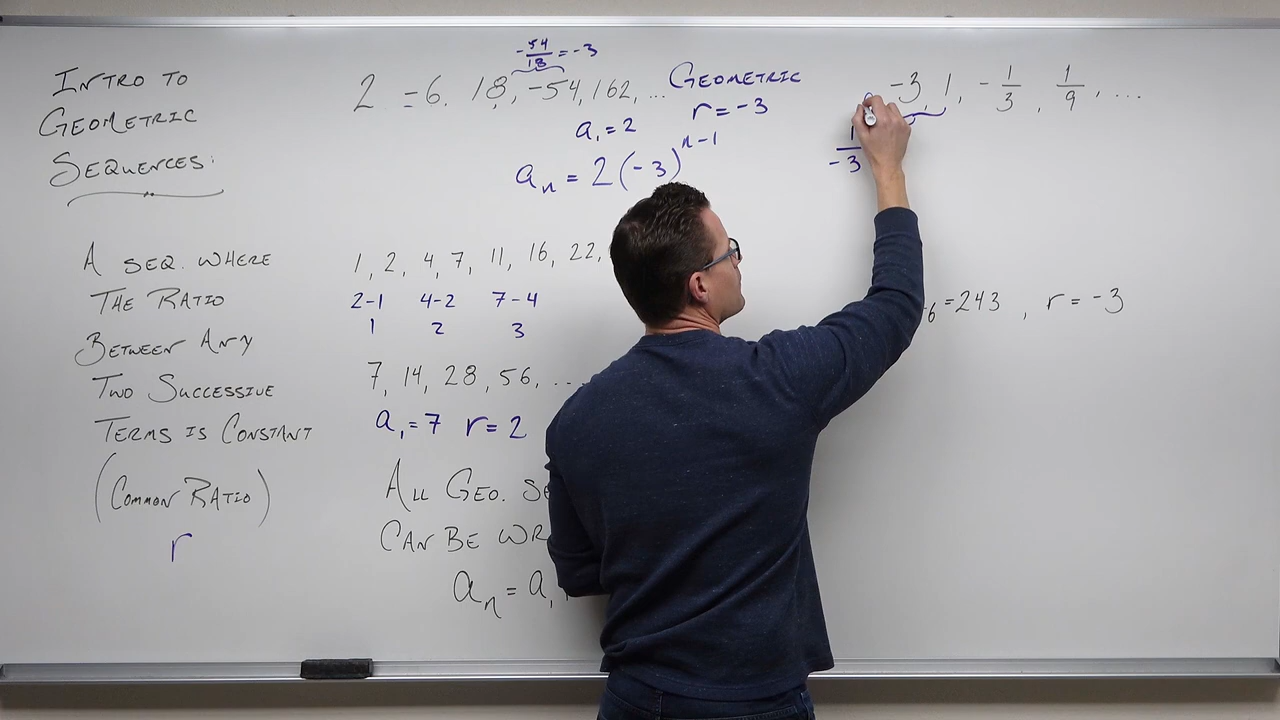 INTRO TO
GEOMETRIC
SEQUENCES:
A SEQ. WHERE
THE RATIO
BETWEEN ANY
TWO SUCCESSIVE
TERMS IS CONSTANT
(COMMON RATIO)
r
-54/18 = -3
2 = 6, 18, -54, 162, ...
GEOMETRIC
r = -3
a₁ = 2
aₙ = 2(-3)ⁿ⁻¹
1, 2, 4, 7, 11, 16, 22,
2-1 4-2 7-4
1 2 3
7, 14, 28, 56, ...
a₁ = 7 r = 2
ALL GEO.
CAN BE
aₙ = a₁
-3, 1, -1/3, 1/9, ...
1/-3
6 = 243, r = -3